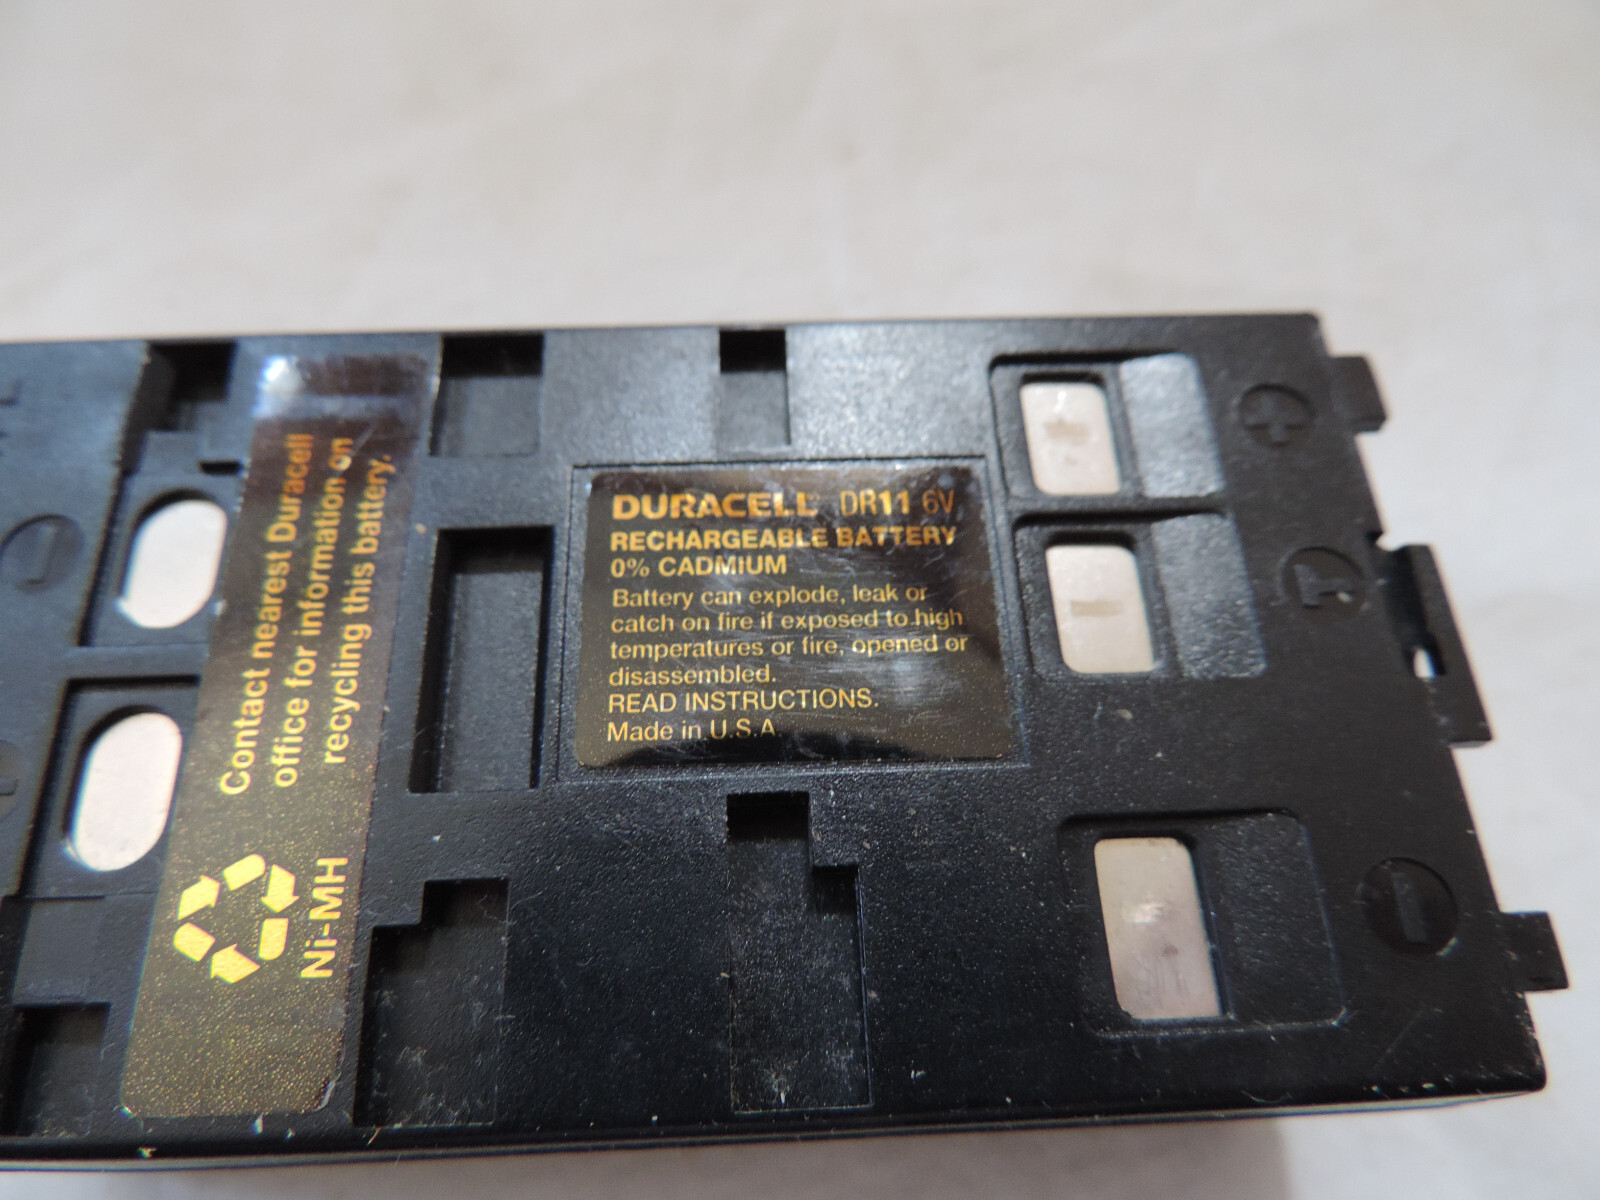 DURACELL® DR11 6V
RECHARGEABLE BATTERY
0% CADMIUM
Battery can explode, leak or
catch on fire if exposed to high
temperatures or fire, opened or
disassembled.
READ INSTRUCTIONS.
Made in U.S.A
Contact nearest Duracell
office for information on
recycling this battery.
Ni-MH
+
T
−